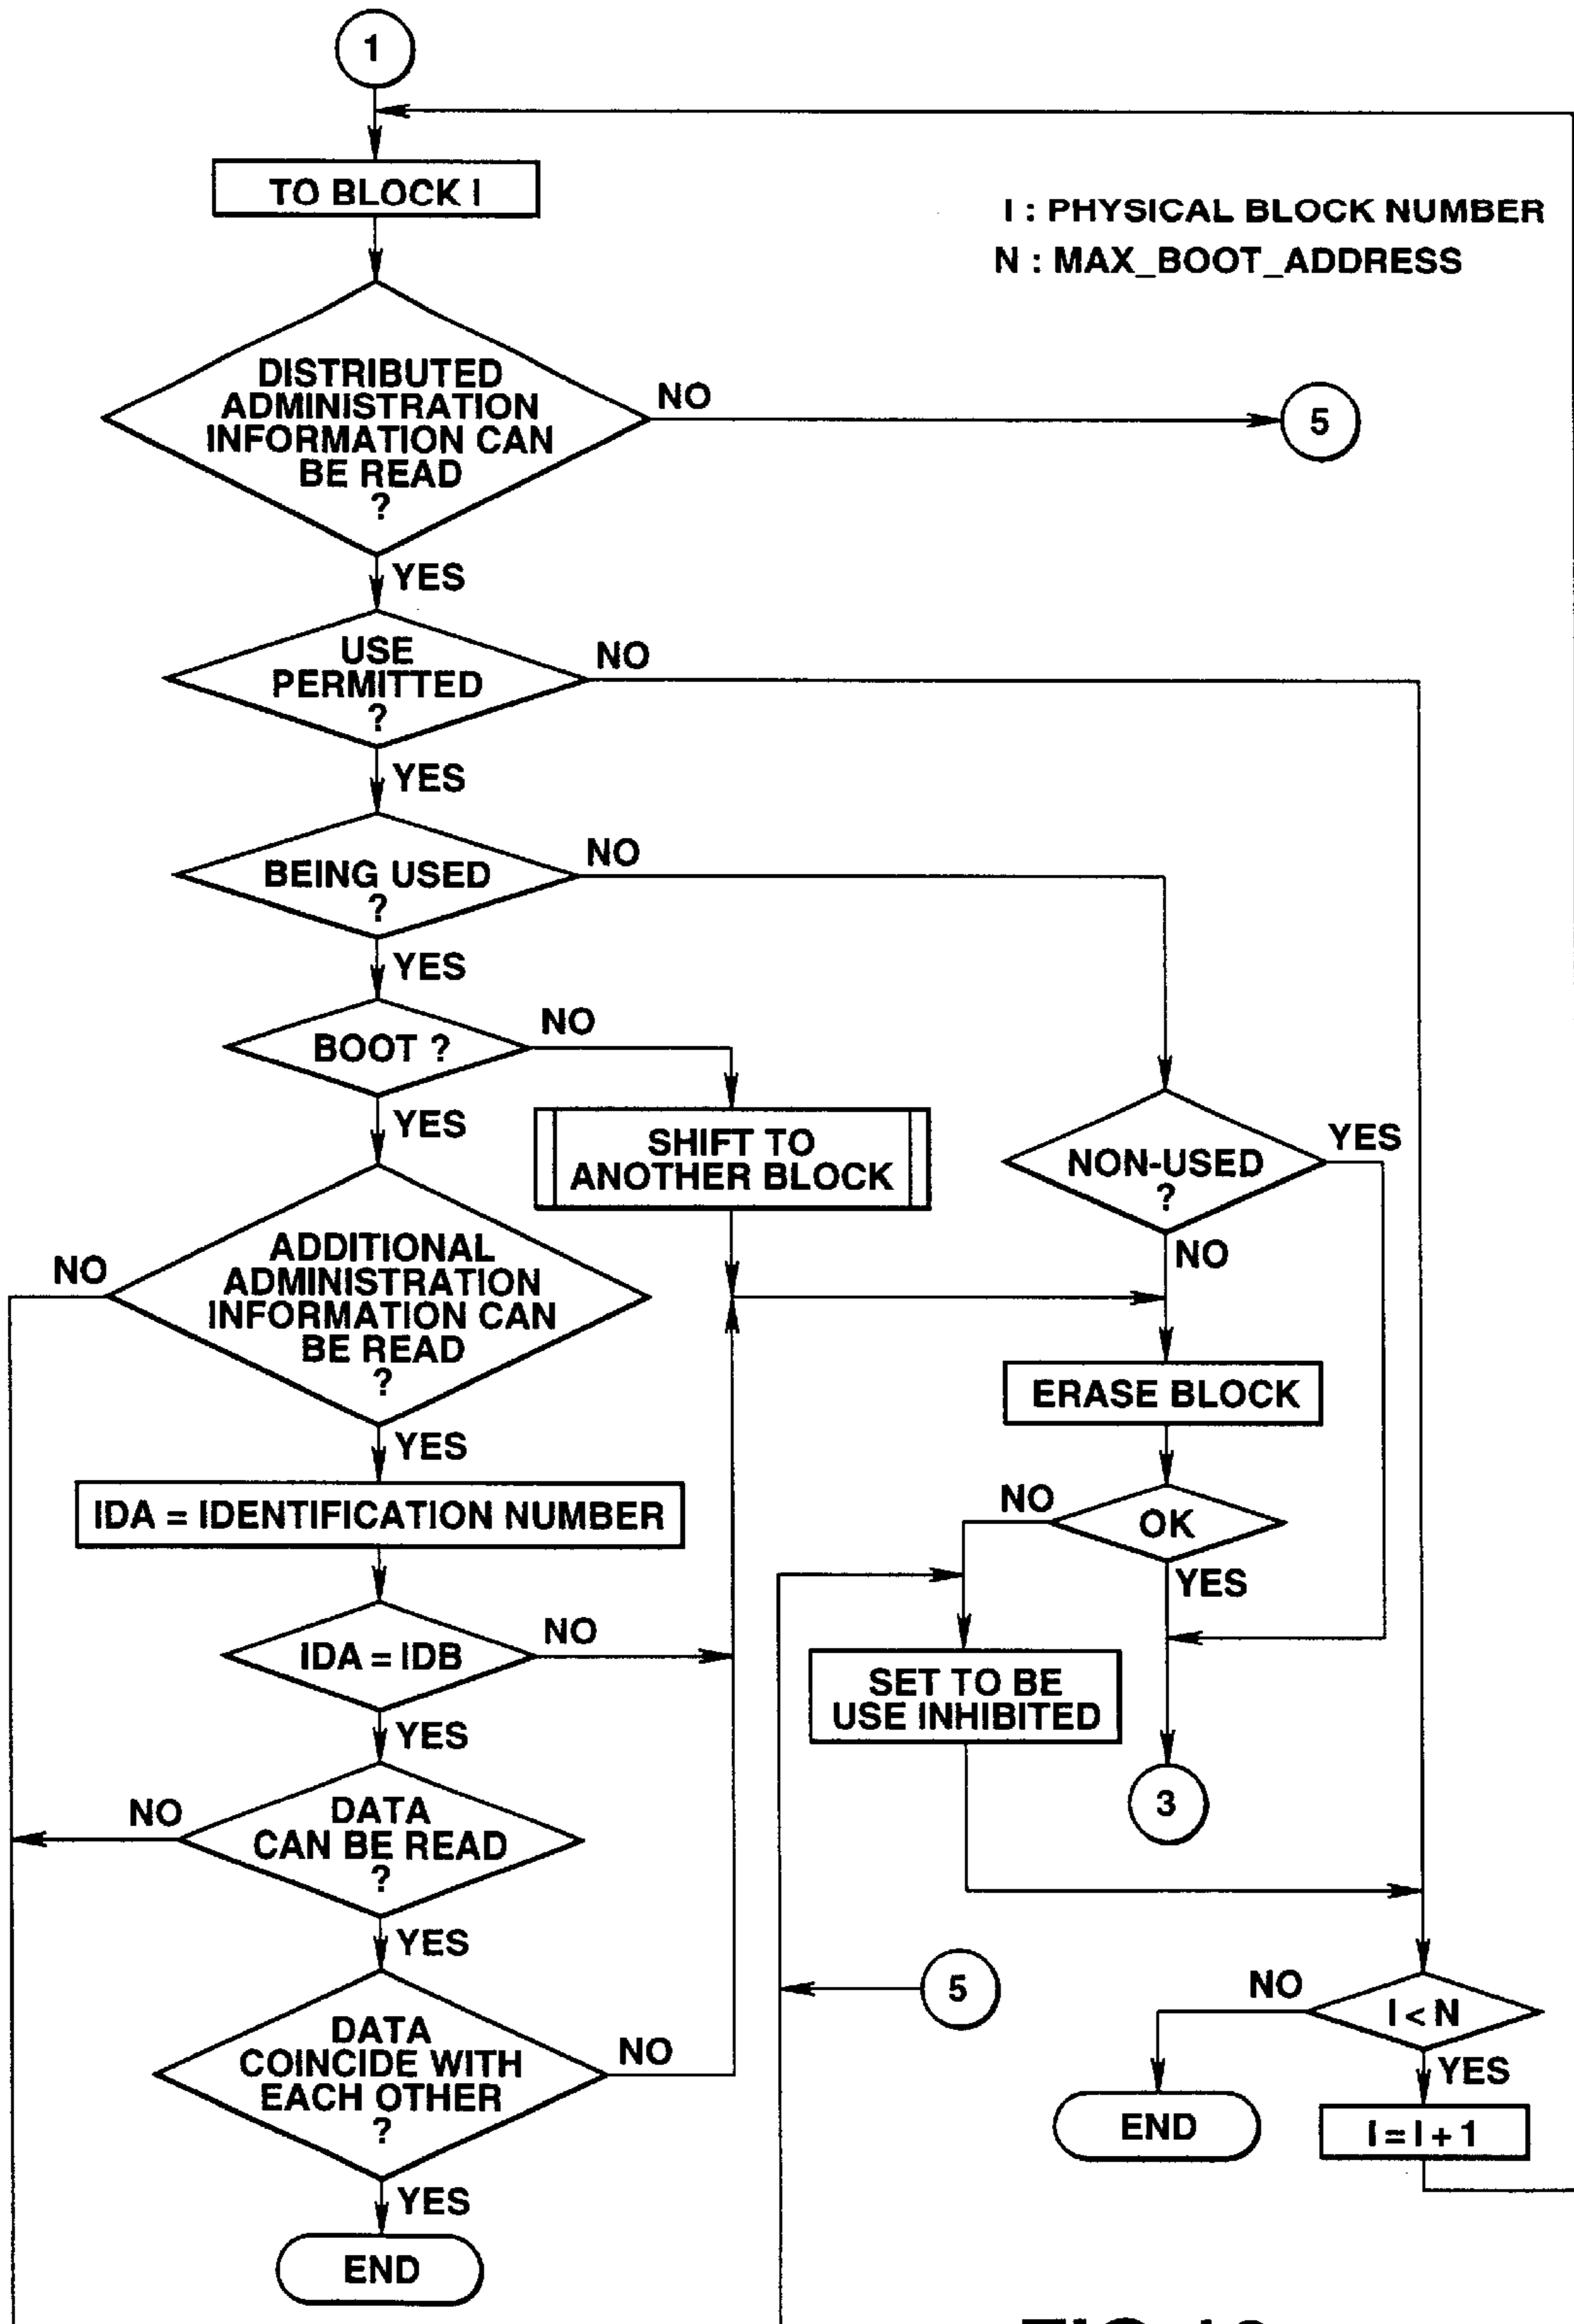 1
TO BLOCK I
I : PHYSICAL BLOCK NUMBER
N : MAX_BOOT_ADDRESS
DISTRIBUTED
ADMINISTRATION
INFORMATION CAN
BE READ
?
NO
5
YES
USE
PERMITTED
?
NO
YES
BEING USED
?
NO
YES
BOOT ?
NO
YES
SHIFT TO
ANOTHER BLOCK
NON-USED
?
YES
NO
ADDITIONAL
ADMINISTRATION
INFORMATION CAN
BE READ
?
NO
YES
ERASE BLOCK
IDA = IDENTIFICATION NUMBER
OK
NO
YES
IDA = IDB
NO
YES
SET TO BE
USE INHIBITED
3
DATA
CAN BE READ
?
NO
YES
5
DATA
COINCIDE WITH
EACH OTHER
?
NO
YES
END
I < N
NO
YES
END
I = I + 1